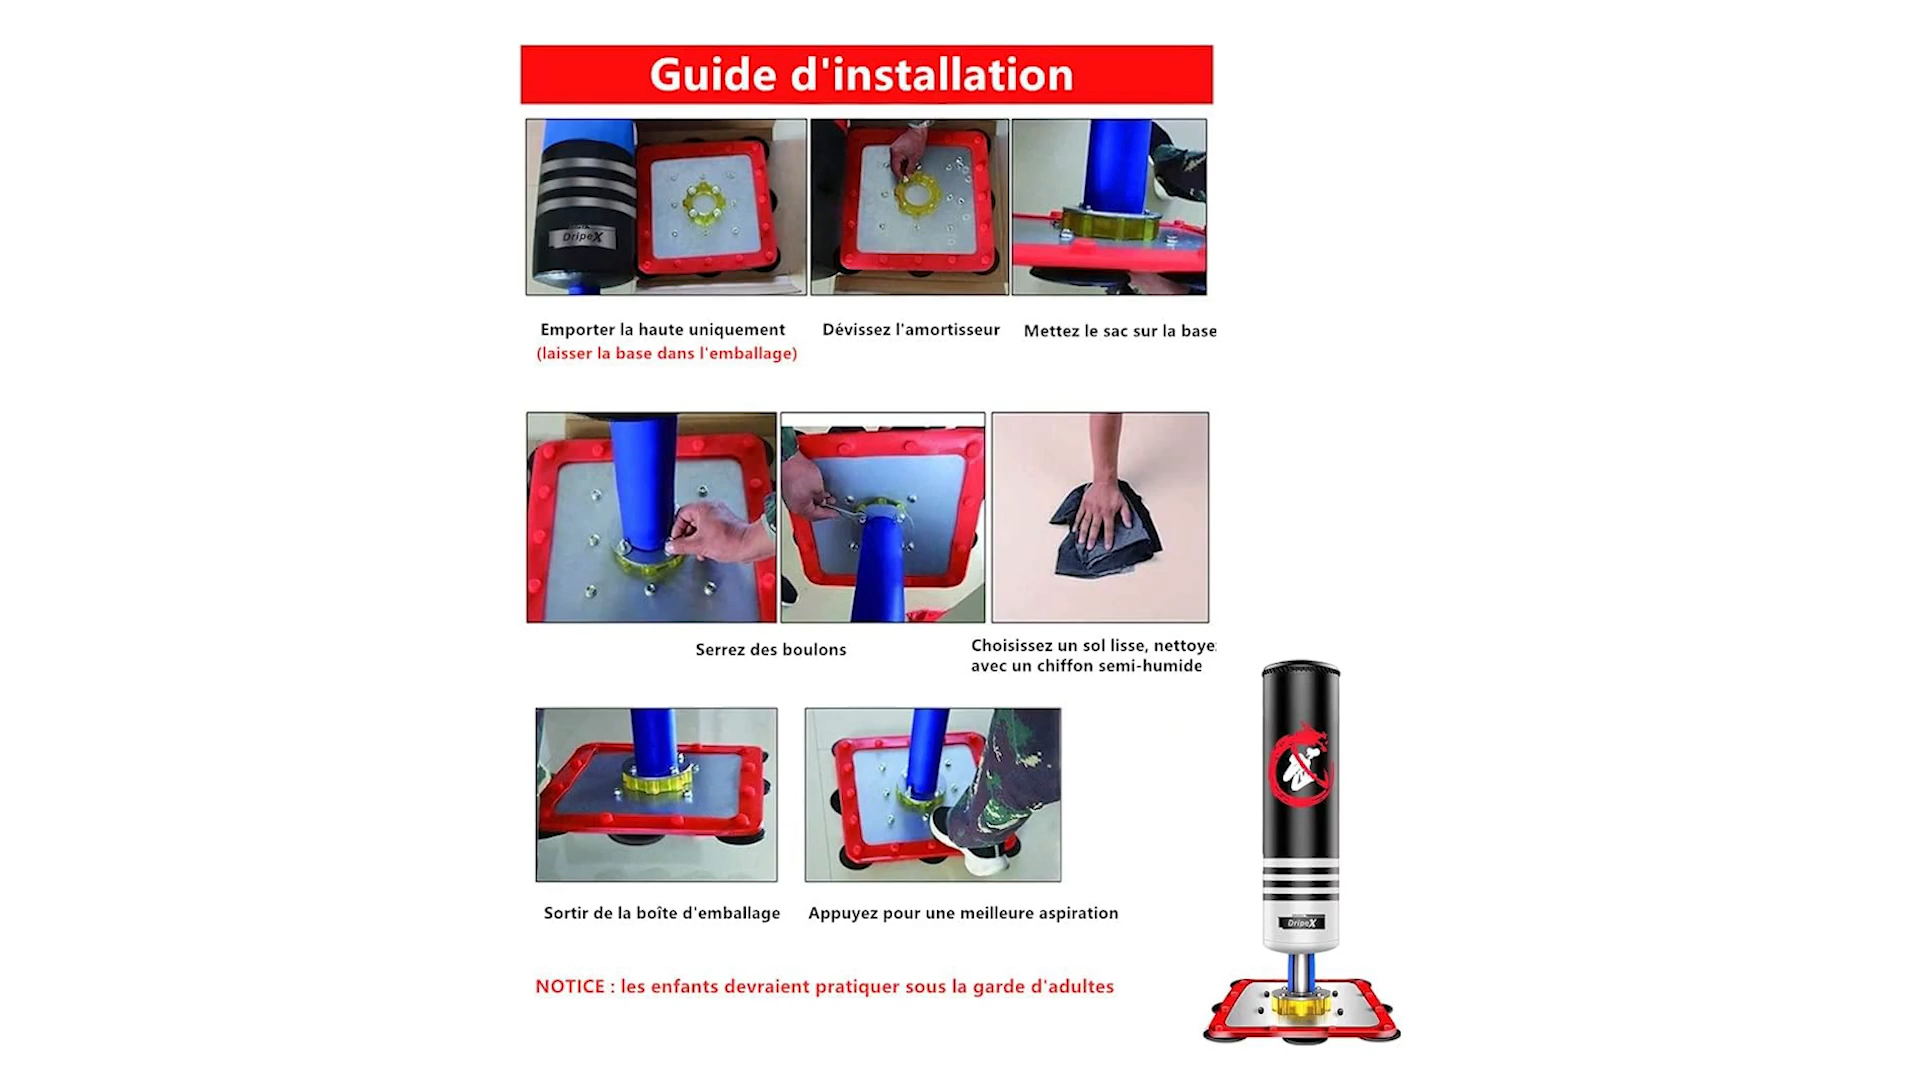 Guide d'installation
DripeX
Emporter la haute uniquement
(laisser la base dans l'emballage)
Dévissez l'amortisseur
Mettez le sac sur la base
Serrez des boulons
Choisissez un sol lisse, nettoye
avec un chiffon semi-humide
Sortir de la boîte d'emballage
Appuyez pour une meilleure aspiration
DripeX
NOTICE : les enfants devraient pratiquer sous la garde d'adultes